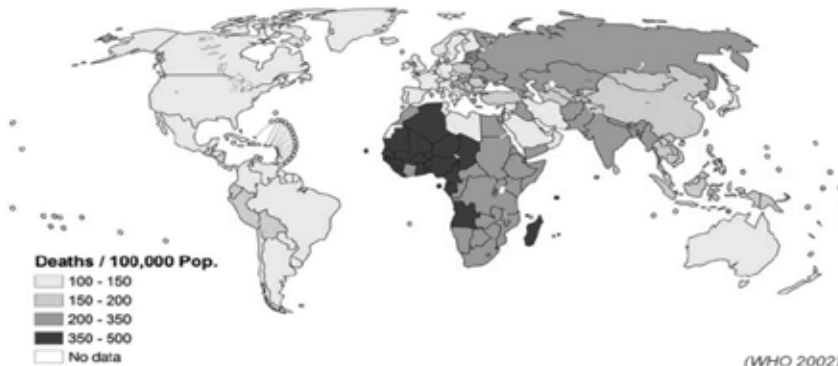 Deaths / 100,000 Pop.
100 - 150
150 - 200
200 - 350
350 - 500
No data
(WHO 2002)